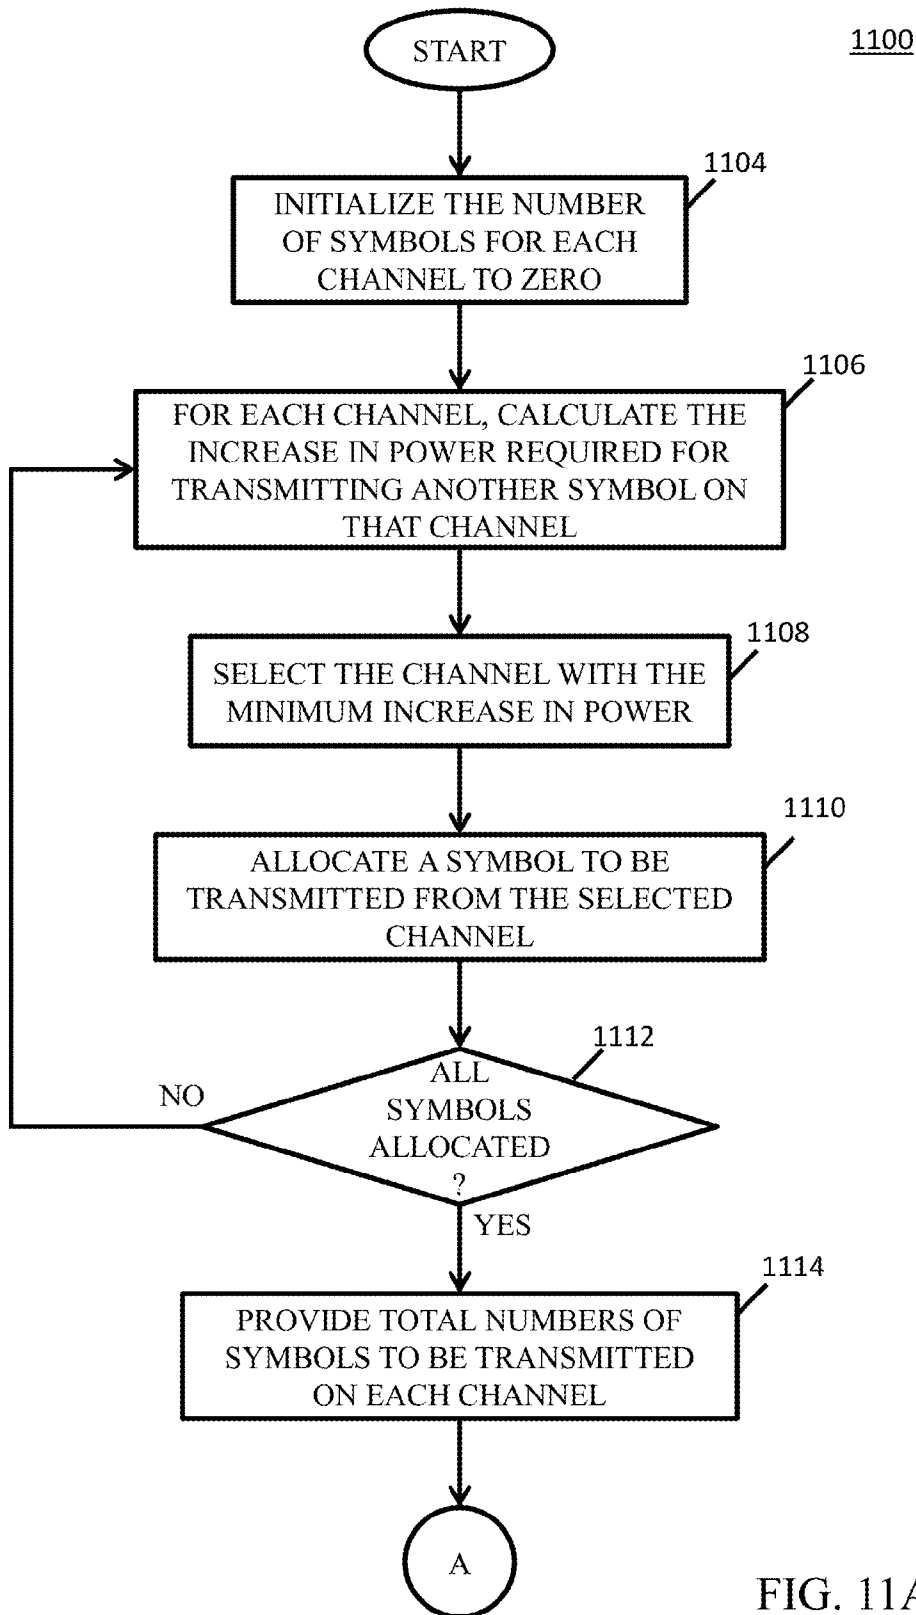 START
1100
1104
INITIALIZE THE NUMBER
OF SYMBOLS FOR EACH
CHANNEL TO ZERO
1106
FOR EACH CHANNEL, CALCULATE THE
INCREASE IN POWER REQUIRED FOR
TRANSMITTING ANOTHER SYMBOL ON
THAT CHANNEL
1108
SELECT THE CHANNEL WITH THE
MINIMUM INCREASE IN POWER
1110
ALLOCATE A SYMBOL TO BE
TRANSMITTED FROM THE SELECTED
CHANNEL
1112
ALL
SYMBOLS
ALLOCATED
?
NO
YES
1114
PROVIDE TOTAL NUMBERS OF
SYMBOLS TO BE TRANSMITTED
ON EACH CHANNEL
A
FIG. 11A